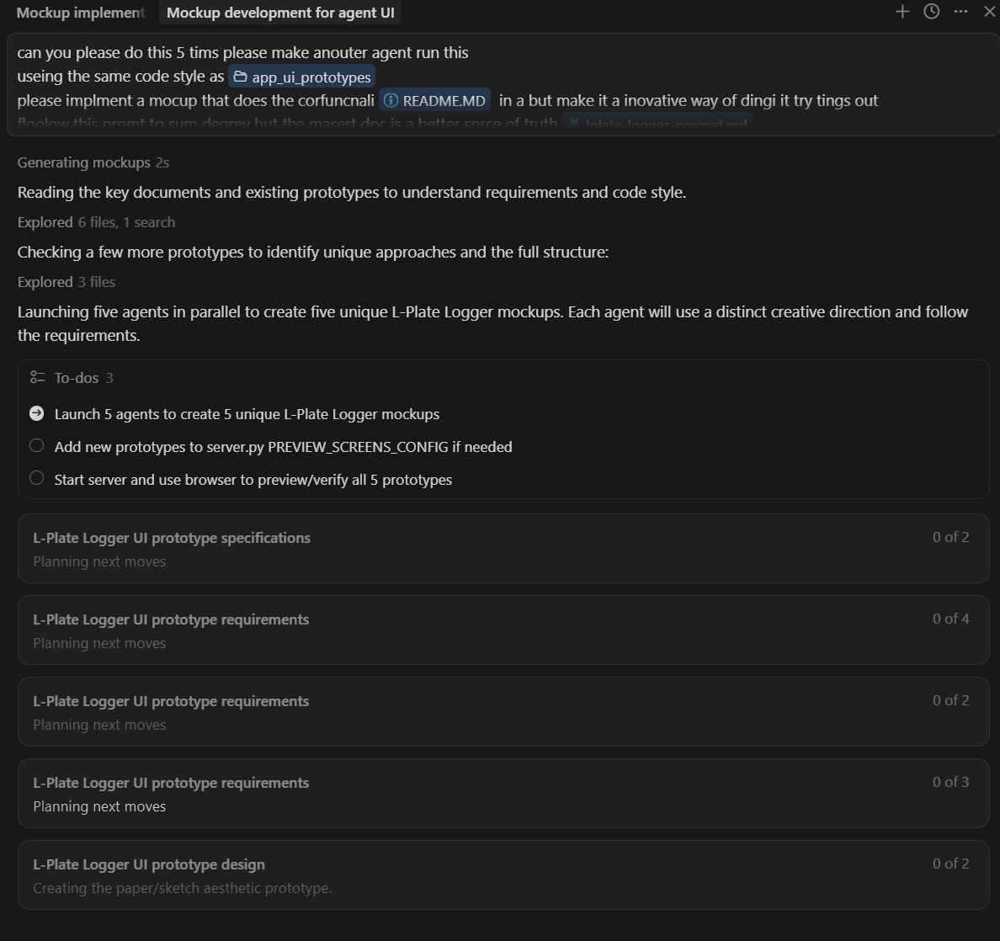 Mockup implement
Mockup development for agent UI
can you please do this 5 tims please make anouter agent run this
useing the same code style as app_ui_prototypes
please implment a mocup that does the corfuncnali README.MD in a but make it a inovative way of dingi it try tings out
floolow this promt to sum degrey but the masert doc is a better sorce of truth lplate-logger-prompt.md
Generating mockups 2s
Reading the key documents and existing prototypes to understand requirements and code style.
Explored 6 files, 1 search
Checking a few more prototypes to identify unique approaches and the full structure:
Explored 3 files
Launching five agents in parallel to create five unique L-Plate Logger mockups. Each agent will use a distinct creative direction and follow
the requirements.
To-dos 3
Launch 5 agents to create 5 unique L-Plate Logger mockups
Add new prototypes to server.py PREVIEW_SCREENS_CONFIG if needed
Start server and use browser to preview/verify all 5 prototypes
L-Plate Logger UI prototype specifications 0 of 2
Planning next moves
L-Plate Logger UI prototype requirements 0 of 4
Planning next moves
L-Plate Logger UI prototype requirements 0 of 2
Planning next moves
L-Plate Logger UI prototype requirements 0 of 3
Planning next moves
L-Plate Logger UI prototype design 0 of 2
Creating the paper/sketch aesthetic prototype.